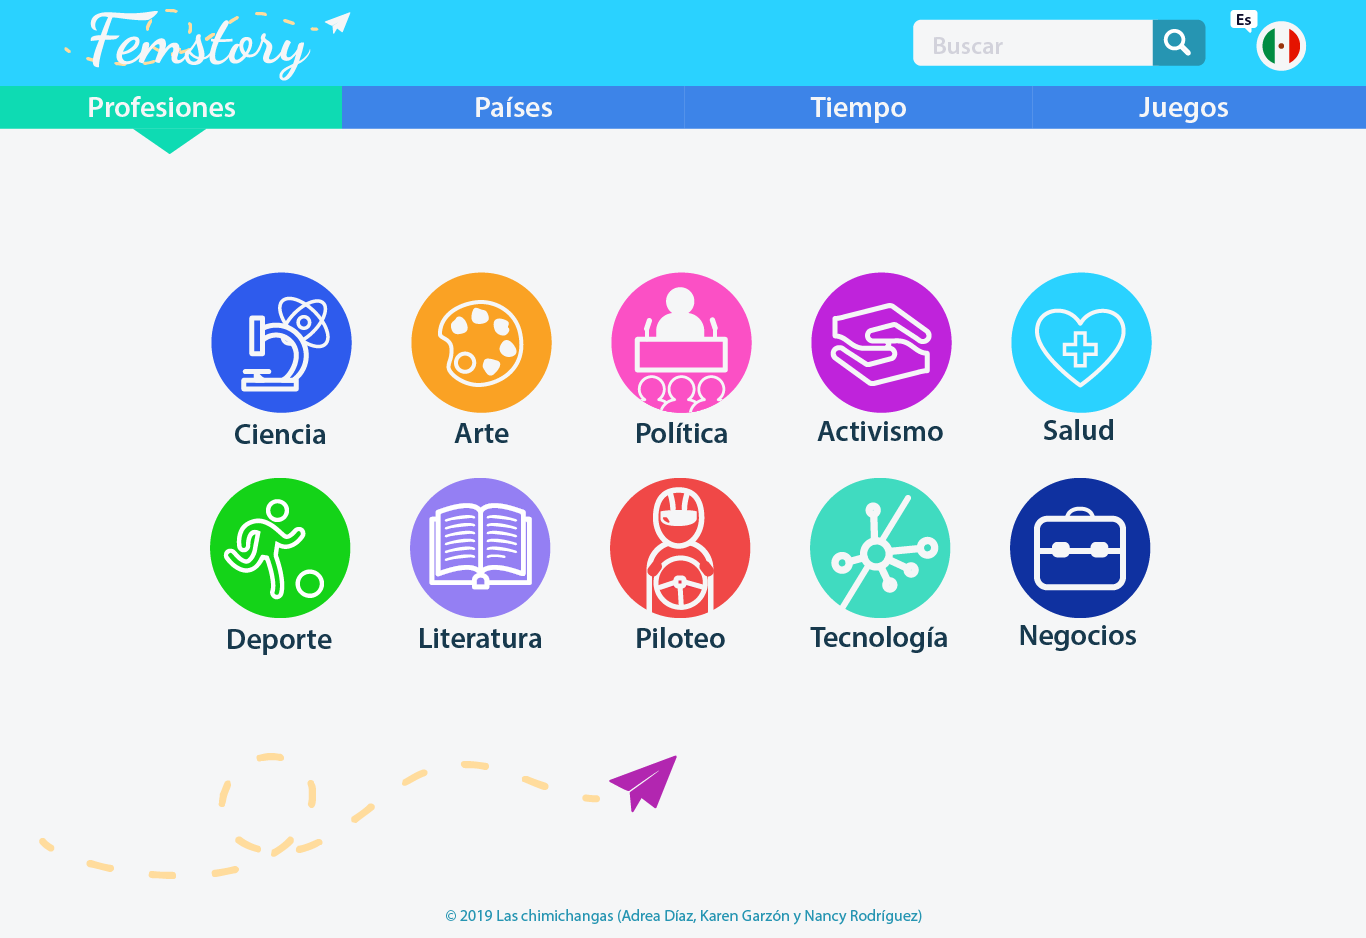 Femstory
Buscar
Es
Profesiones Países Tiempo Juegos
Ciencia Arte Política Activismo Salud
Deporte Literatura Piloteo Tecnología Negocios
© 2019 Las chimichangas (Adrea Díaz, Karen Garzón y Nancy Rodríguez)